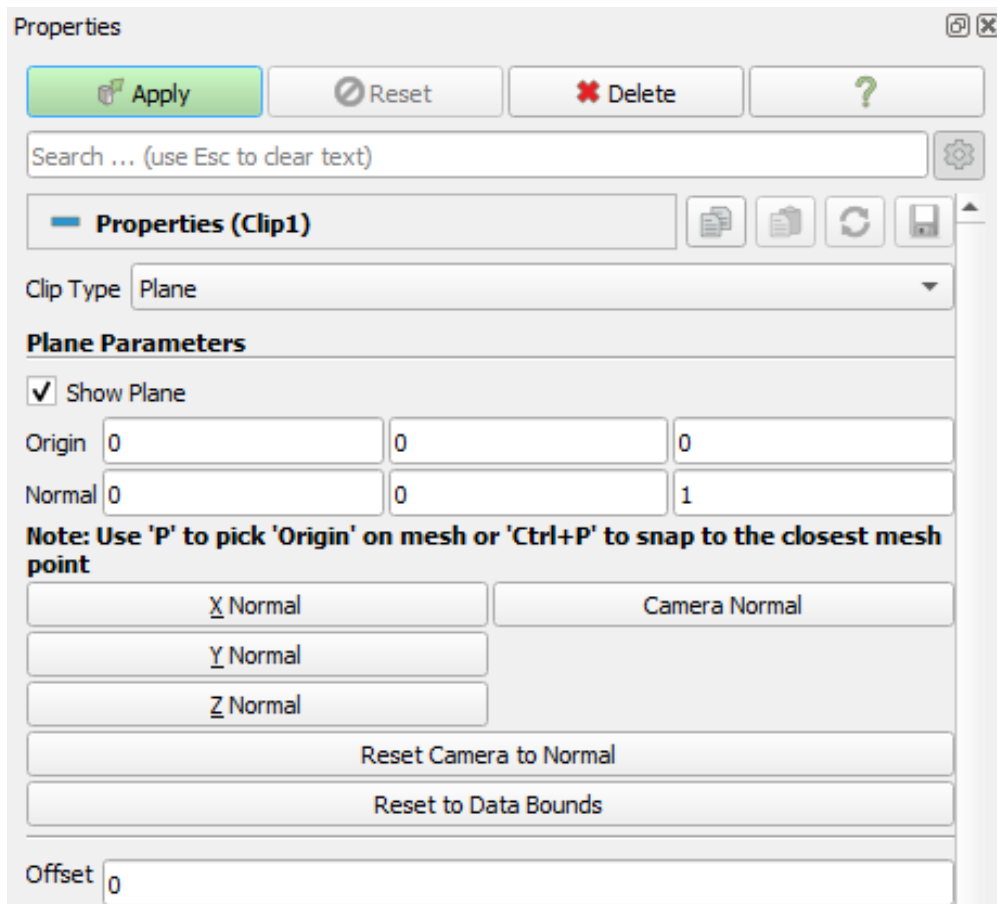 Properties
Apply Reset Delete ?
Search ... (use Esc to clear text)
Properties (Clip1)
Clip Type Plane
Plane Parameters
Show Plane
Origin 0 0 0
Normal 0 0 1
Note: Use 'P' to pick 'Origin' on mesh or 'Ctrl+P' to snap to the closest mesh
point
X Normal Camera Normal
Y Normal
Z Normal
Reset Camera to Normal
Reset to Data Bounds
Offset 0